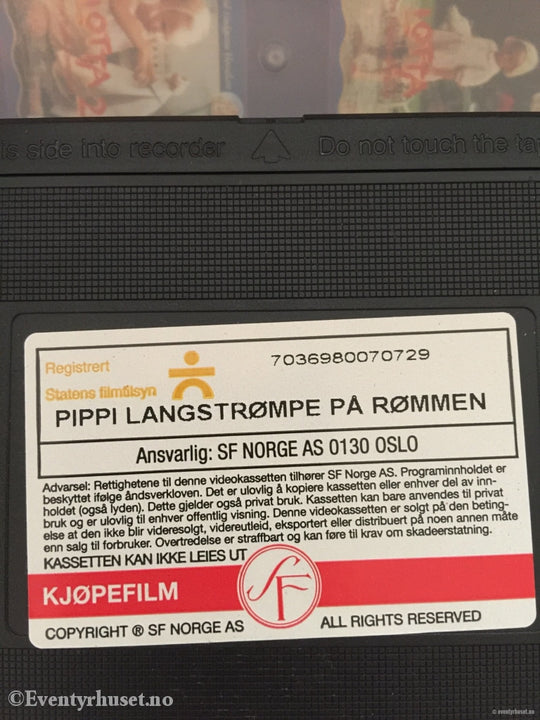 LOTTA 2
LOTTA
is side into recorder Do not touch the ta
Registrert
Statens filmtilsyn
7036980070729
PIPPI LANGSTRØMPE PÅ RØMMEN
Ansvarlig: SF NORGE AS 0130 OSLO
Advarsel: Rettighetene til denne videokassetten tilhører SF Norge AS. Programinnholdet er
beskyttet ifølge åndsverkloven. Det er ulovlig å kopiere kassetten eller enhver del av inn-
holdet (også lyden). Dette gjelder også privat bruk. Kassetten kan bare anvendes til privat
bruk og er ulovlig til enhver offentlig visning. Denne videokassetten er solgt på den beting-
else at den ikke blir videresolgt, videreutleid, eksportert eller distribuert på noen annen måte
enn salg til forbruker. Overtredelse er straffbart og kan føre til krav om skadeerstatning.
KASSETTEN KAN IKKE LEIES UT
KJØPEFILM
SF
COPYRIGHT ® SF NORGE AS ALL RIGHTS RESERVED
©Eventyrhuset.no
© eventyrhuset.no